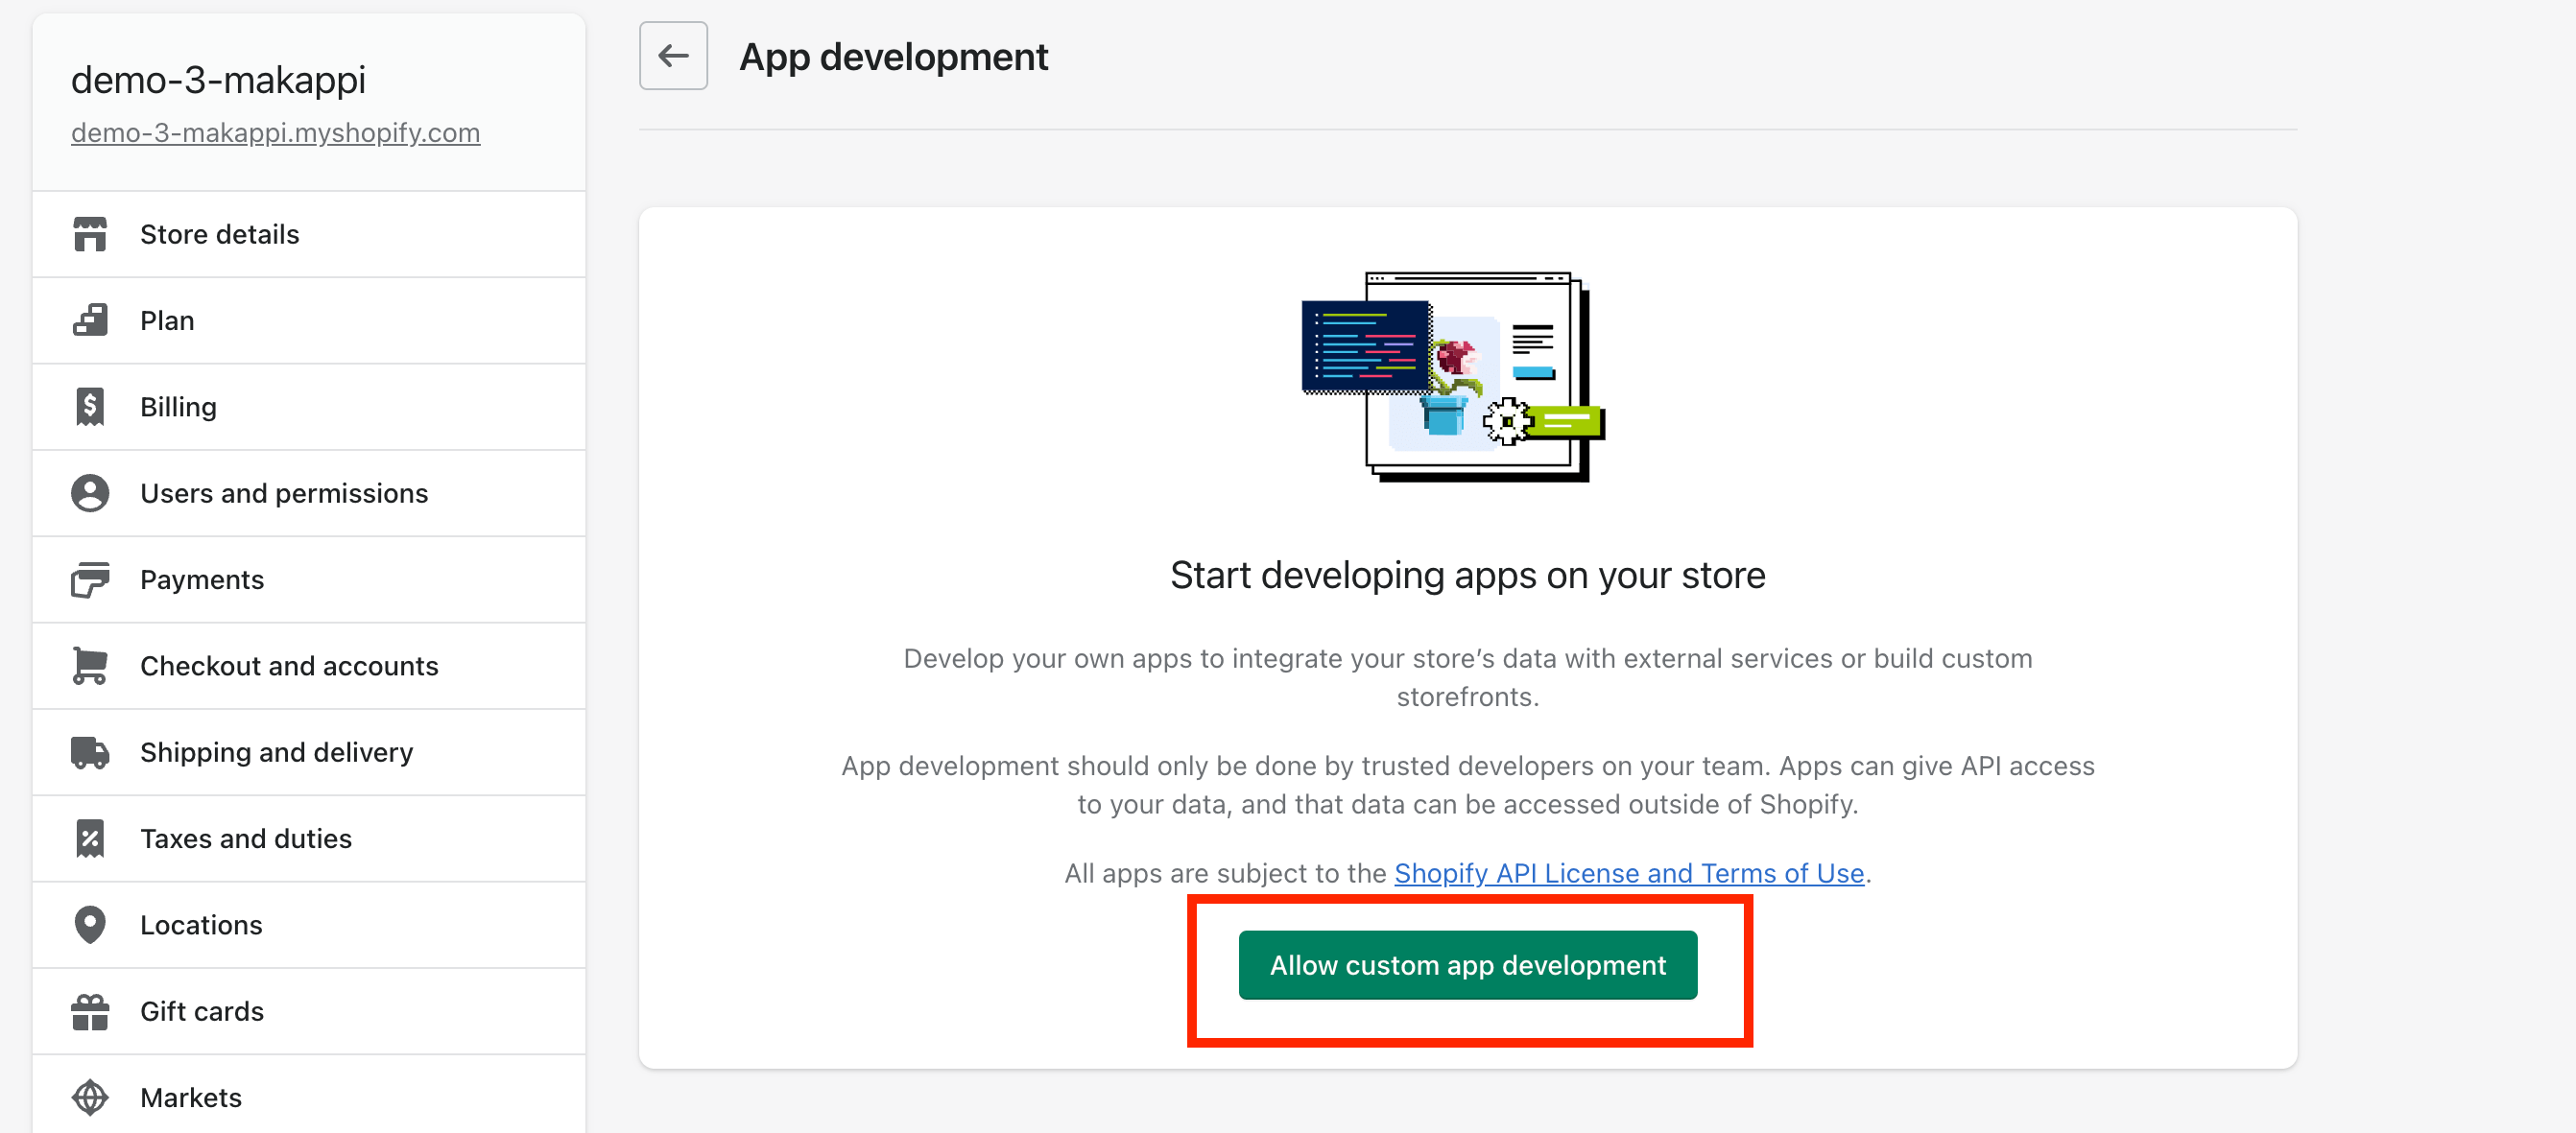 demo-3-makappi
demo-3-makappi.myshopify.com
Store details
Plan
Billing
Users and permissions
Payments
Checkout and accounts
Shipping and delivery
Taxes and duties
Locations
Gift cards
Markets
App development
Start developing apps on your store
Develop your own apps to integrate your store’s data with external services or build custom
storefronts.
App development should only be done by trusted developers on your team. Apps can give API access
to your data, and that data can be accessed outside of Shopify.
All apps are subject to the Shopify API License and Terms of Use.
Allow custom app development